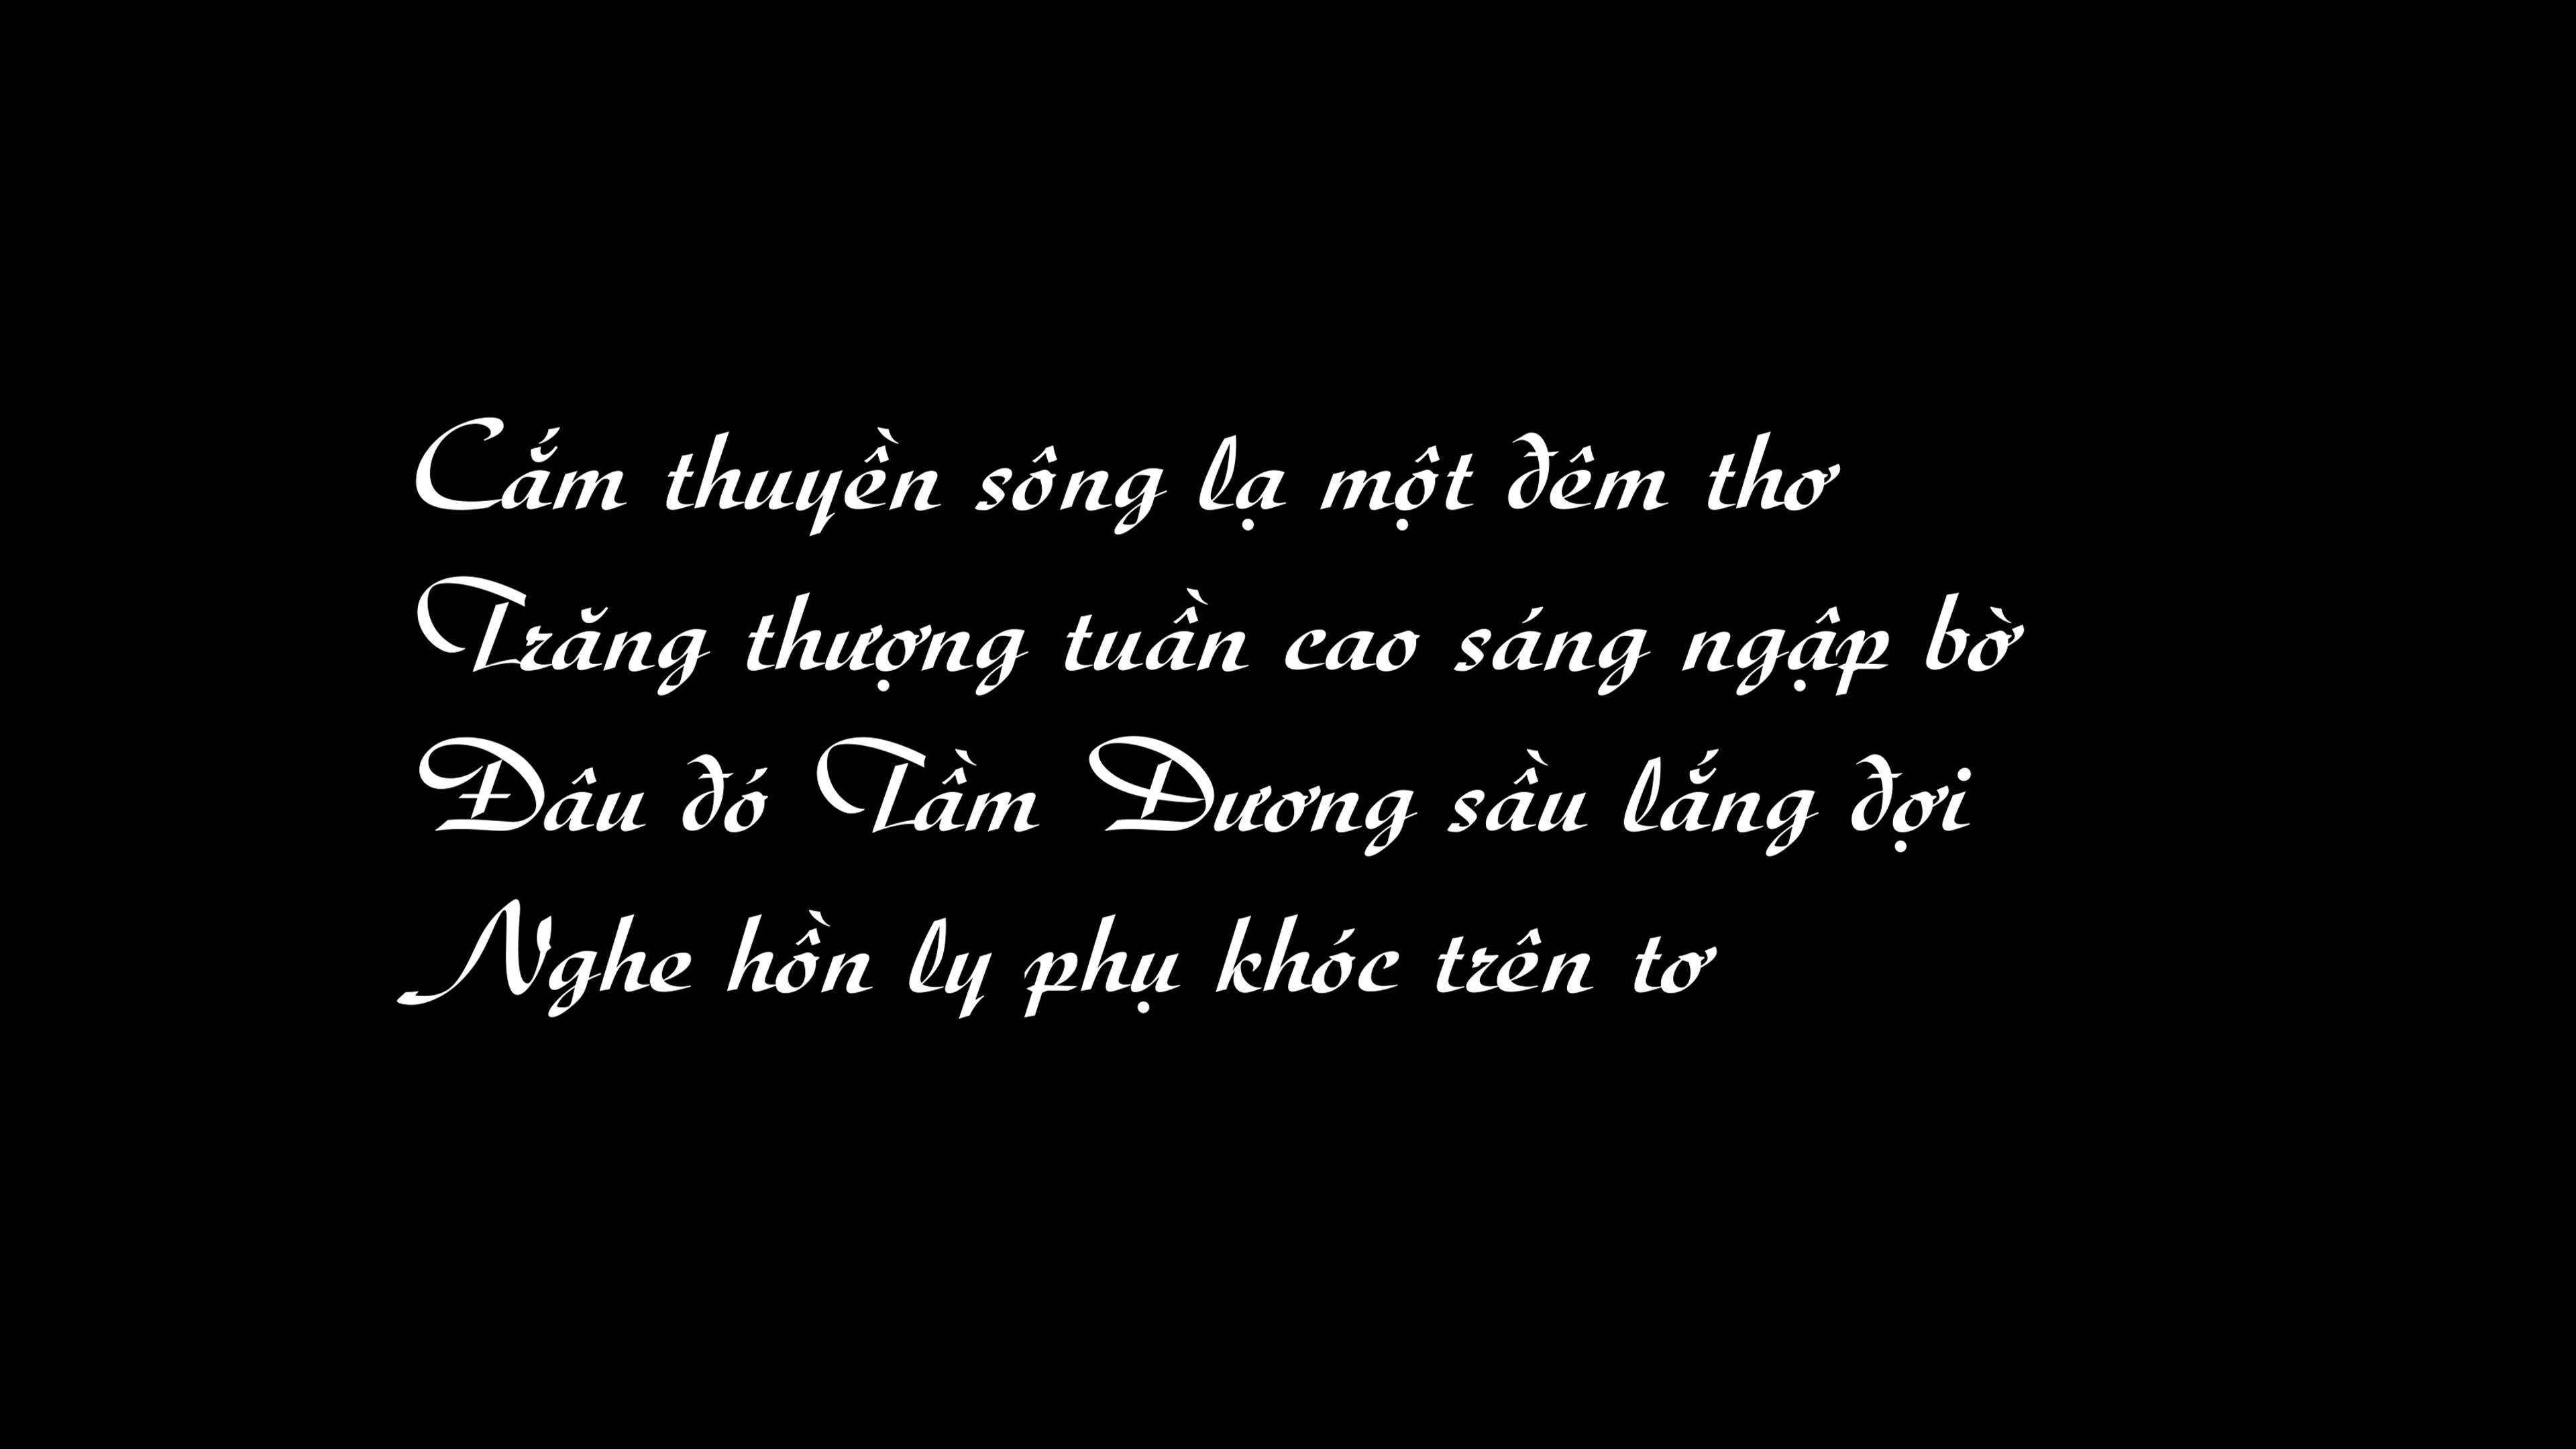 Cắm thuyền sông lạ một đêm thơ
Trăng thượng tuần cao sáng ngập bờ
Đâu đó Tầm Dương sầu lắng đợi
Nghe hồn ly phụ khóc trên tơ